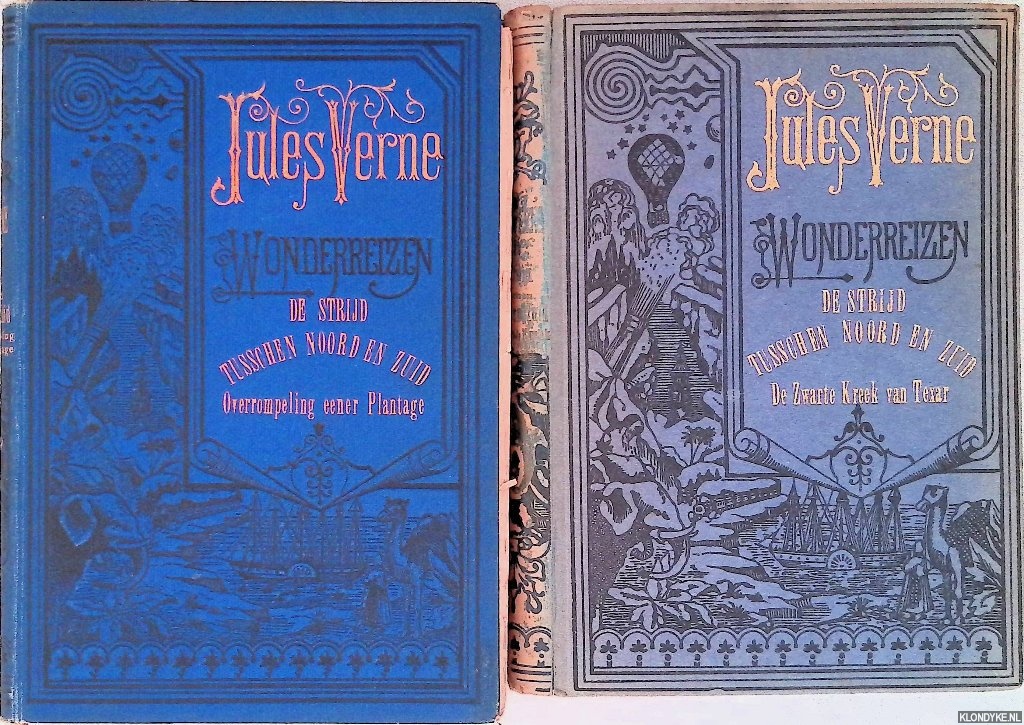 Jules Verne
WONDERREIZEN
DE STRIJD
TUSSCHEN NOORD EN ZUID
Overrompeling eener Plantage
Jules Verne
WONDERREIZEN
DE STRIJD
TUSSCHEN NOORD EN ZUID
De Zwarte Kreek van Texar
KLONDYKE.NL